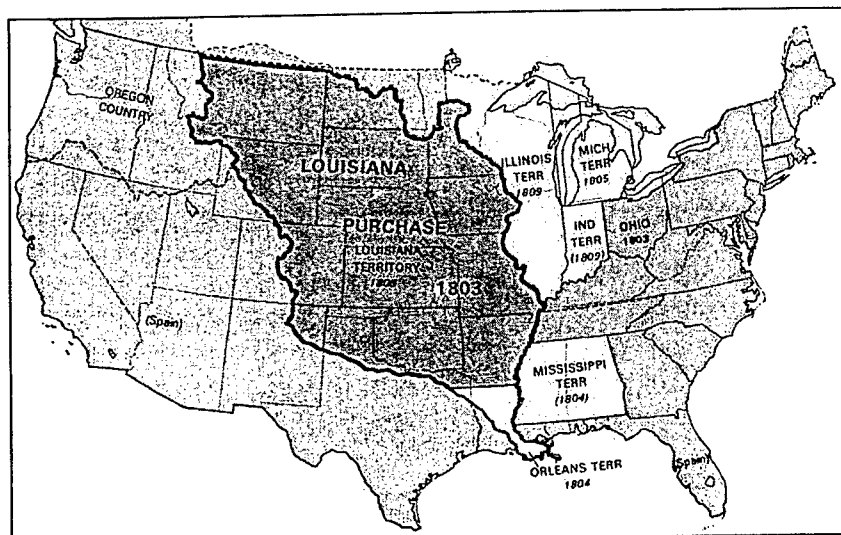 OREGON
COUNTRY
LOUISIANA
PURCHASE
LOUISIANA
TERRITORY
1803
ILLINOIS
TERR
1809
MICH
TERR
1805
IND
TERR
(1809)
OHIO
1803
(Spain)
MISSISSIPPI
TERR
(1804)
ORLEANS TERR
1804
(Spain)